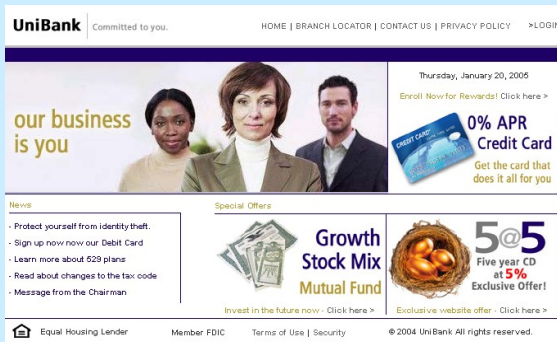 UniBank
Committed to you.
HOME | BRANCH LOCATOR | CONTACT US | PRIVACY POLICY >LOGIN
our business
is you
Thursday, January 20, 2005
Enroll Now for Rewards! Click here >
CREDIT CARD
0% APR
Credit Card
Get the card that
does it all for you
News
- Protect yourself from identity theft.
- Sign up now now our Debit Card
- Learn more about 529 plans
- Read about changes to the tax code
- Message from the Chairman
Special Offers
Growth
Stock Mix
Mutual Fund
Invest in the future now - Click here >
5@5
Five year CD
at 5%
Exclusive Offer!
Exclusive website offer - Click here >
Equal Housing Lender
Member FDIC
Terms of Use | Security
© 2004 UniBank All rights reserved.